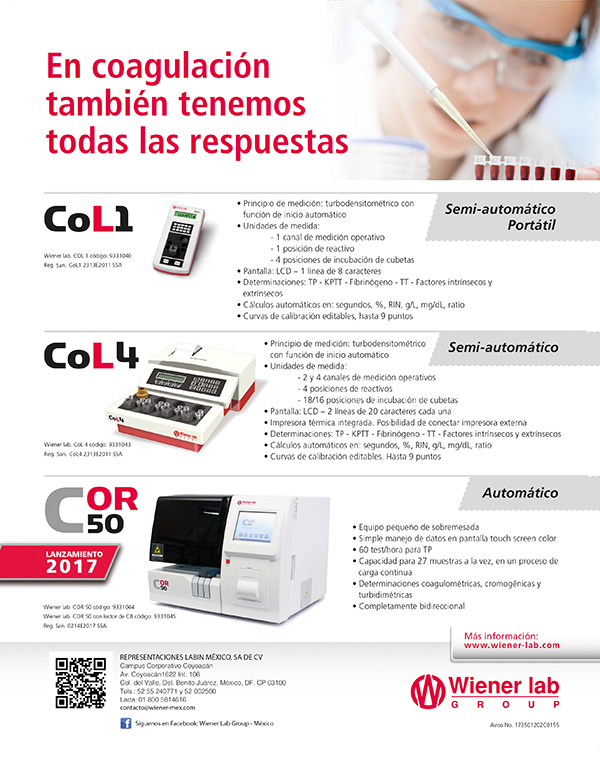 En coagulación
también tenemos
todas las respuestas
CoL1
Wiener lab. COL 1 código: 9331040
Reg. San. CoL1 2313E2011 SSA
• Principio de medición: turbodensitométrico con
función de inicio automático
• Unidades de medida:
- 1 canal de medición operativo
- 1 posición de reactivo
- 4 posiciones de incubación de cubetas
• Pantalla: LCD – 1 línea de 8 caracteres
• Determinaciones: TP - KPTT - Fibrinógeno - TT - Factores intrínsecos y
extrínsecos
• Cálculos automáticos en: segundos, %, RIN, g/L, mg/dL, ratio
• Curvas de calibración editables, hasta 9 puntos
Semi-automático
Portátil
CoL4
CoL4
Wiener lab. CoL 4 código: 9331043
Reg. San. CoL4 2313E2011 SSA
• Principio de medición: turbodensitométrico
con función de inicio automático
• Unidades de medida:
- 2 y 4 canales de medición operativos
- 4 posiciones de reactivos
- 18/16 posiciones de incubación de cubetas
• Pantalla: LCD – 2 líneas de 20 caracteres cada una
• Impresora térmica integrada. Posibilidad de conectar impresora externa
• Determinaciones: TP - KPTT - Fibrinógeno - TT - Factores intrínsecos y extrínsecos
• Cálculos automáticos en: segundos, %, RIN, g/L, mg/dL, ratio
• Curvas de calibración editables. Hasta 9 puntos
Semi-automático
COR
50
LANZAMIENTO
2017
Wiener lab
COR
50
Wiener lab. COR 50 código: 9331044
Wiener lab. COR 50 con lector de CB código: 9331045
Reg. San. 0214E2017 SSA
Automático
• Equipo pequeño de sobremesada
• Simple manejo de datos en pantalla touch screen color
• 60 test/hora para TP
• Capacidad para 27 muestras a la vez, en un proceso de
carga continua
• Determinaciones coagulométricas, cromogénicas y
turbidimétricas
• Completamente bidireccional
Más información:
www.wiener-lab.com
REPRESENTACIONES LABIN MÉXICO, SA DE CV
Campus Corporativo Coyoacán
Av. Coyoacán1622 Int. 106
Col. del Valle, Del. Benito Juárez, México, DF, CP 03100
Tels.: 52 55 240771 y 52 002500
Lada: 01 800 5814616
contacto@wiener-mex.com
Síguenos en Facebook: Wiener Lab Group - México
Wiener lab
GROUP
Aviso No. 173501202C0155